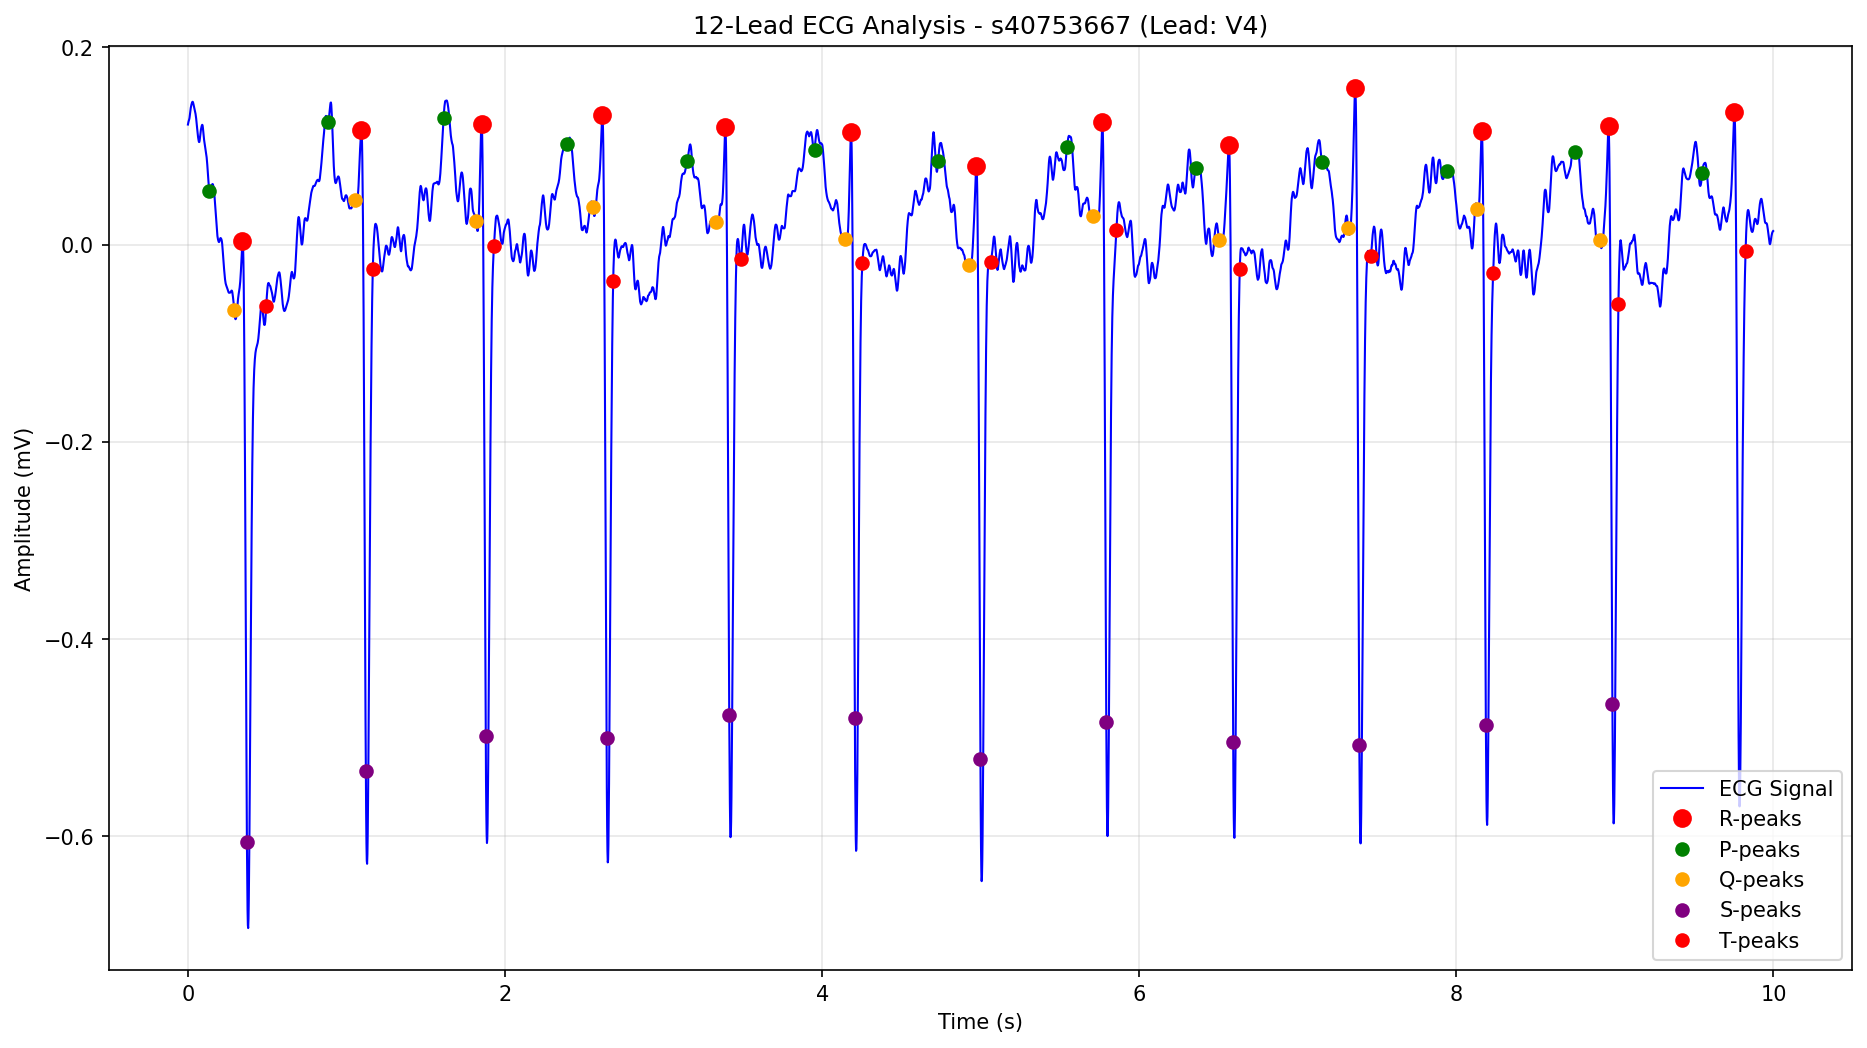 12-Lead ECG Analysis - s40753667 (Lead: V4)
Amplitude (mV)
0.2
0.0
−0.2
−0.4
−0.6
0
2
4
6
8
10
Time (s)
ECG Signal
R-peaks
P-peaks
Q-peaks
S-peaks
T-peaks